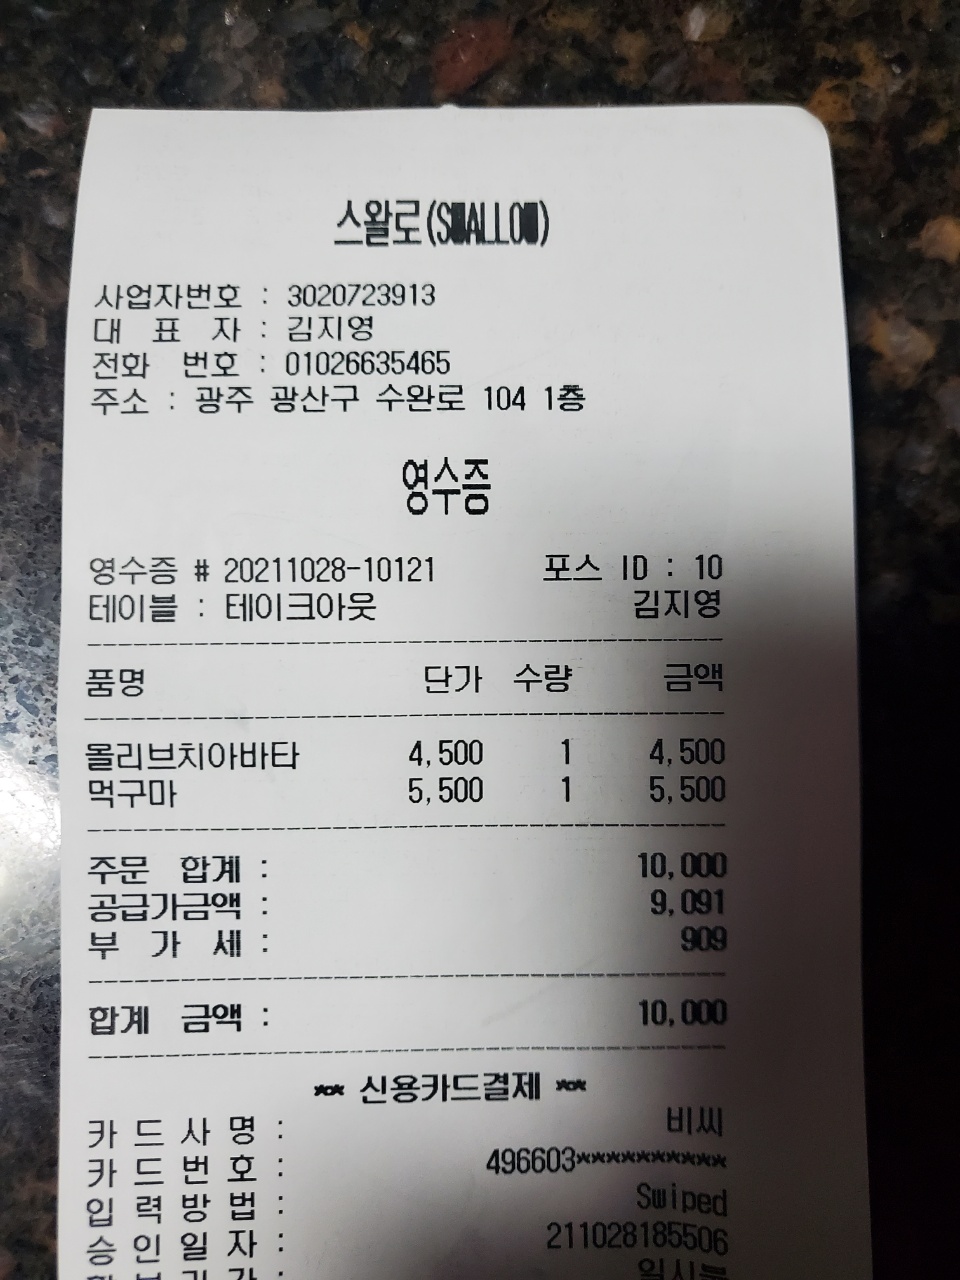 스왈로(SWALLOW)
사업자번호 : 3020723913
대 표 자 : 김지영
전화 번호 : 01026635465
주소 : 광주 광산구 수완로 104 1층
영수증
영수증 # 20211028-10121 포스 ID : 10
테이블 : 테이크아웃 김지영
품명 단가 수량 금액
올리브치아바타 4,500 1 4,500
먹구마 5,500 1 5,500
주문 합계 : 10,000
공급가금액 : 9,091
부 가 세 : 909
합계 금액 : 10,000
** 신용카드결제 **
카 드 사 명 : 비씨
카 드 번 호 : 496603**********
입 력 방 법 : Swiped
승 인 일 자 : 211028185506
일시불